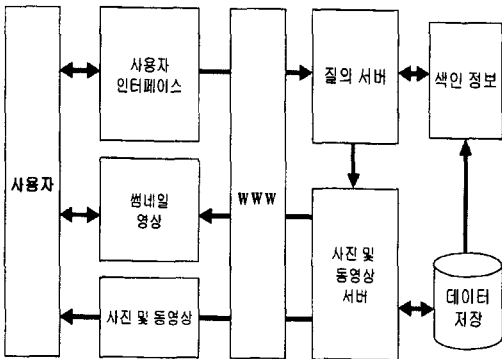 사용자
사용자
인터페이스
썸네일
영상
사진 및 동영상
WWW
질의 서버
사진 및
동영상
서버
색인 정보
데이터
저장